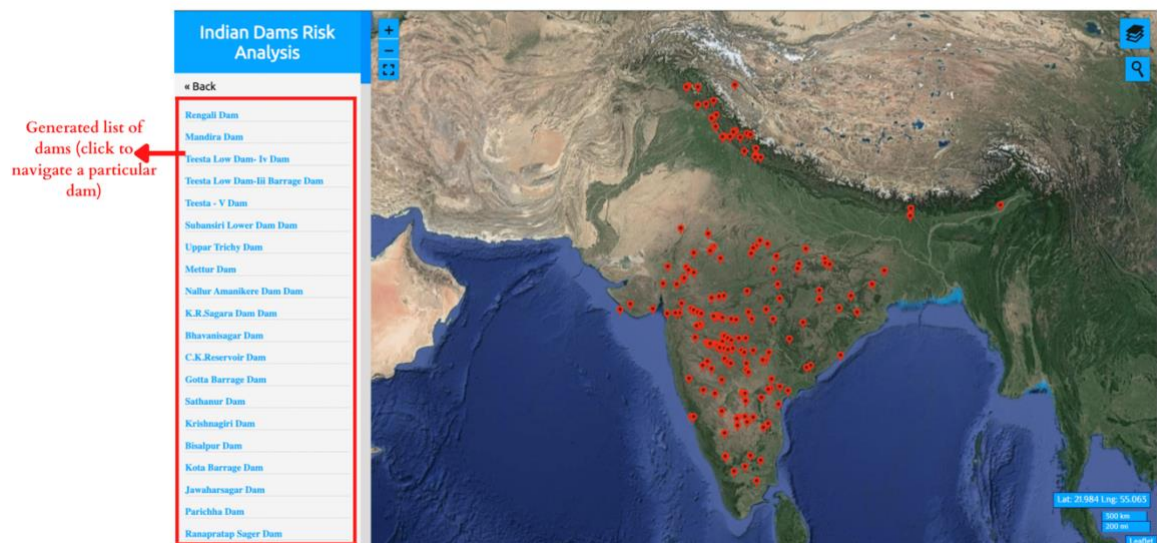 Indian Dams Risk
Analysis
« Back
Generated list of
dams (click to
navigate a particular
dam)
Rengali Dam
Mandira Dam
Teesta Low Dam- Iv Dam
Teesta Low Dam-Iii Barrage Dam
Teesta - V Dam
Subansiri Lower Dam Dam
Uppar Trichy Dam
Mettur Dam
Nallur Amanikere Dam Dam
K.R.Sagara Dam Dam
Bhavanisagar Dam
C.K.Reservoir Dam
Gotta Barrage Dam
Sathanur Dam
Krishnagiri Dam
Bisalpur Dam
Kota Barrage Dam
Jawaharsagar Dam
Parichha Dam
Ranapratap Sager Dam
+
−
Lat: 21.984 Lng: 55.063
500 km
200 mi
Leaflet